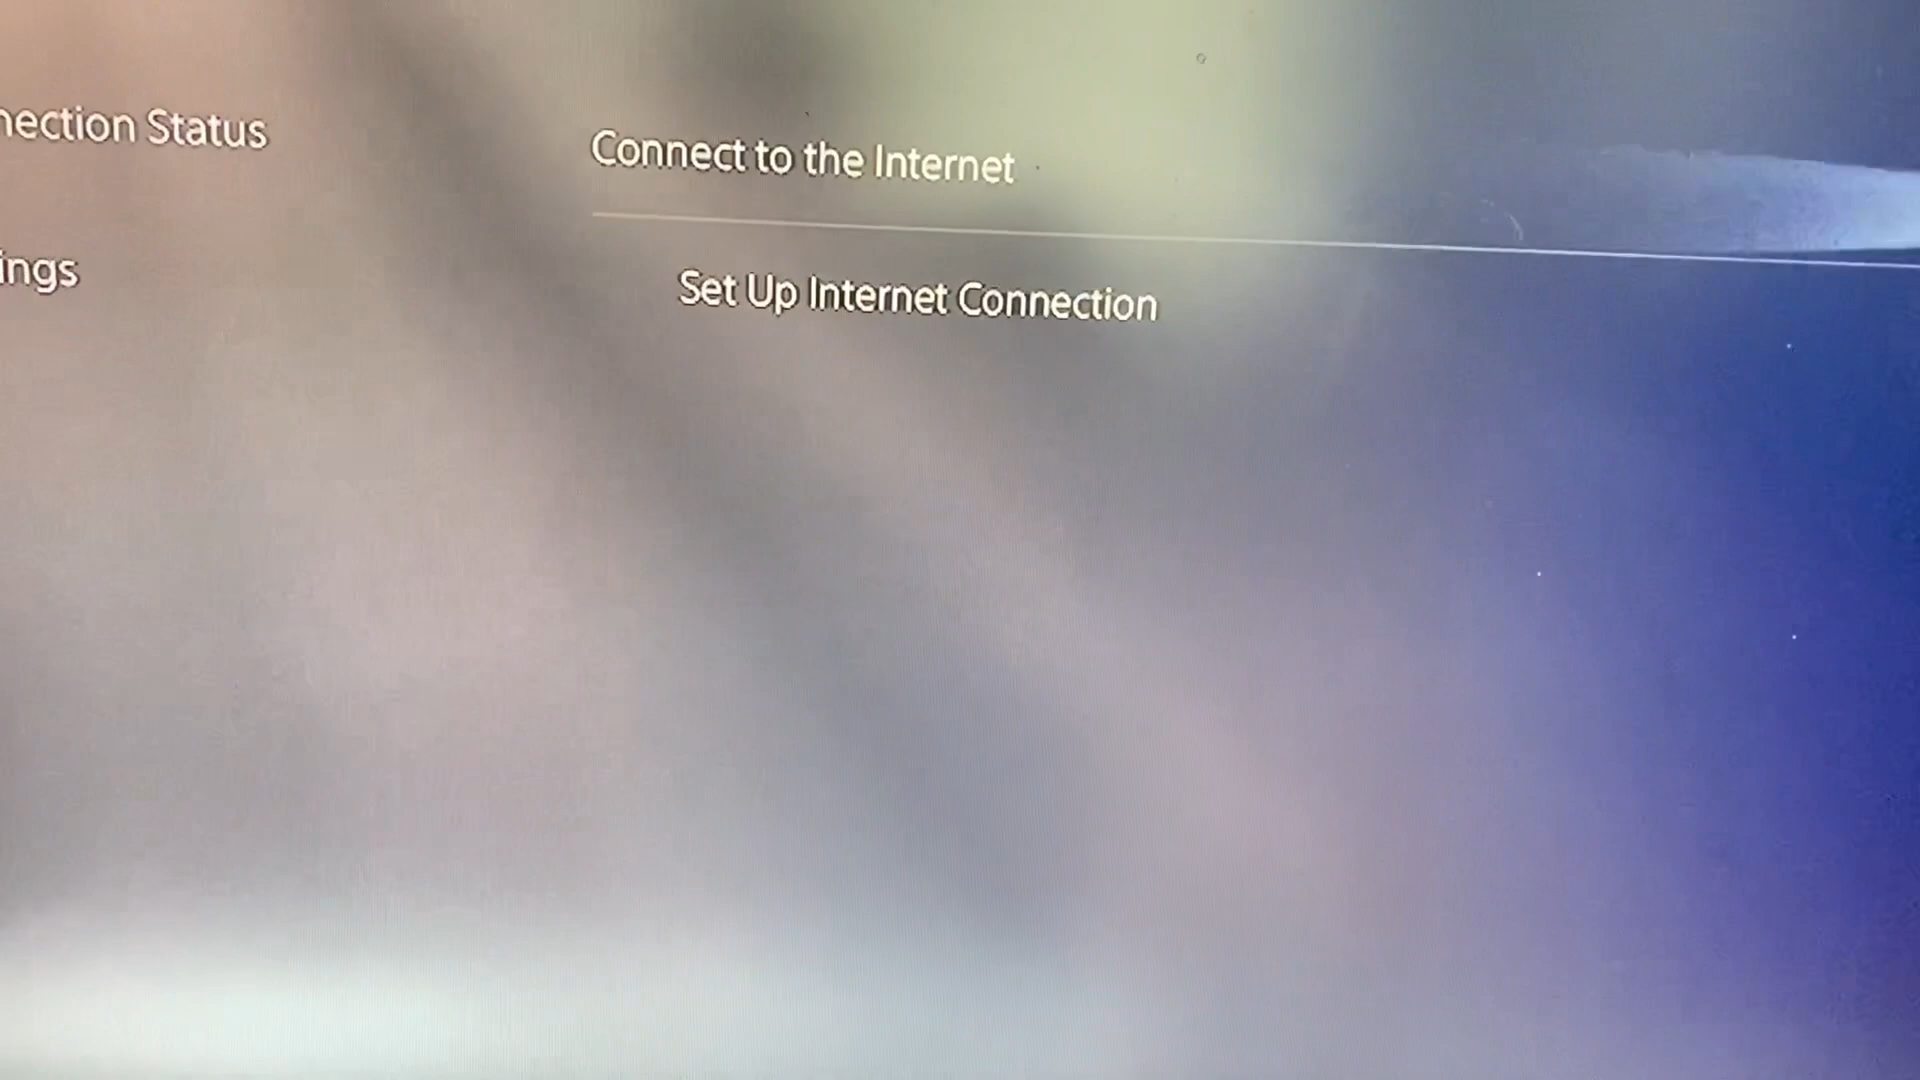 nection Status
Connect to the Internet
ings
Set Up Internet Connection